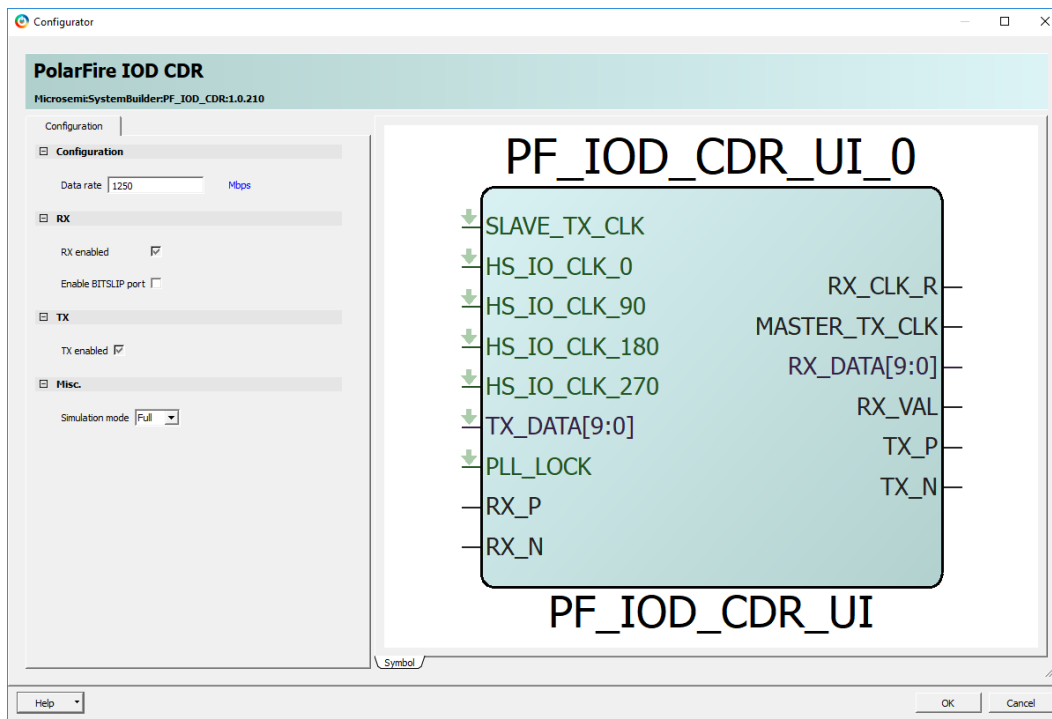 Configurator
PolarFire IOD CDR
Microsemi:SystemBuilder:PF_IOD_CDR:1.0.210
Configuration
Configuration
Data rate 1250 Mbps
RX
RX enabled
Enable BITSLIP port
TX
TX enabled
Misc.
Simulation mode Full
PF_IOD_CDR_UI_0
SLAVE_TX_CLK
HS_IO_CLK_0
HS_IO_CLK_90
HS_IO_CLK_180
HS_IO_CLK_270
TX_DATA[9:0]
PLL_LOCK
RX_P
RX_N
RX_CLK_R
MASTER_TX_CLK
RX_DATA[9:0]
RX_VAL
TX_P
TX_N
PF_IOD_CDR_UI
Symbol
Help
OK
Cancel